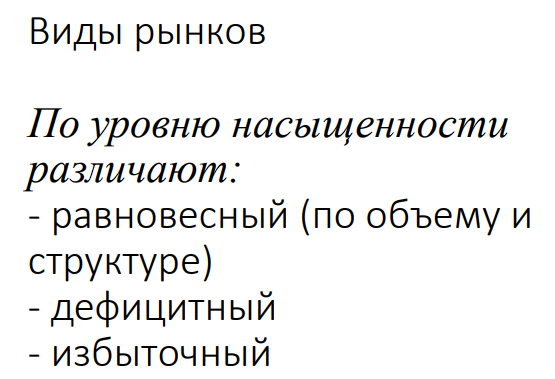 Виды рынков
По уровню насыщенности
различают:
- равновесный (по объему и
структуре)
- дефицитный
- избыточный